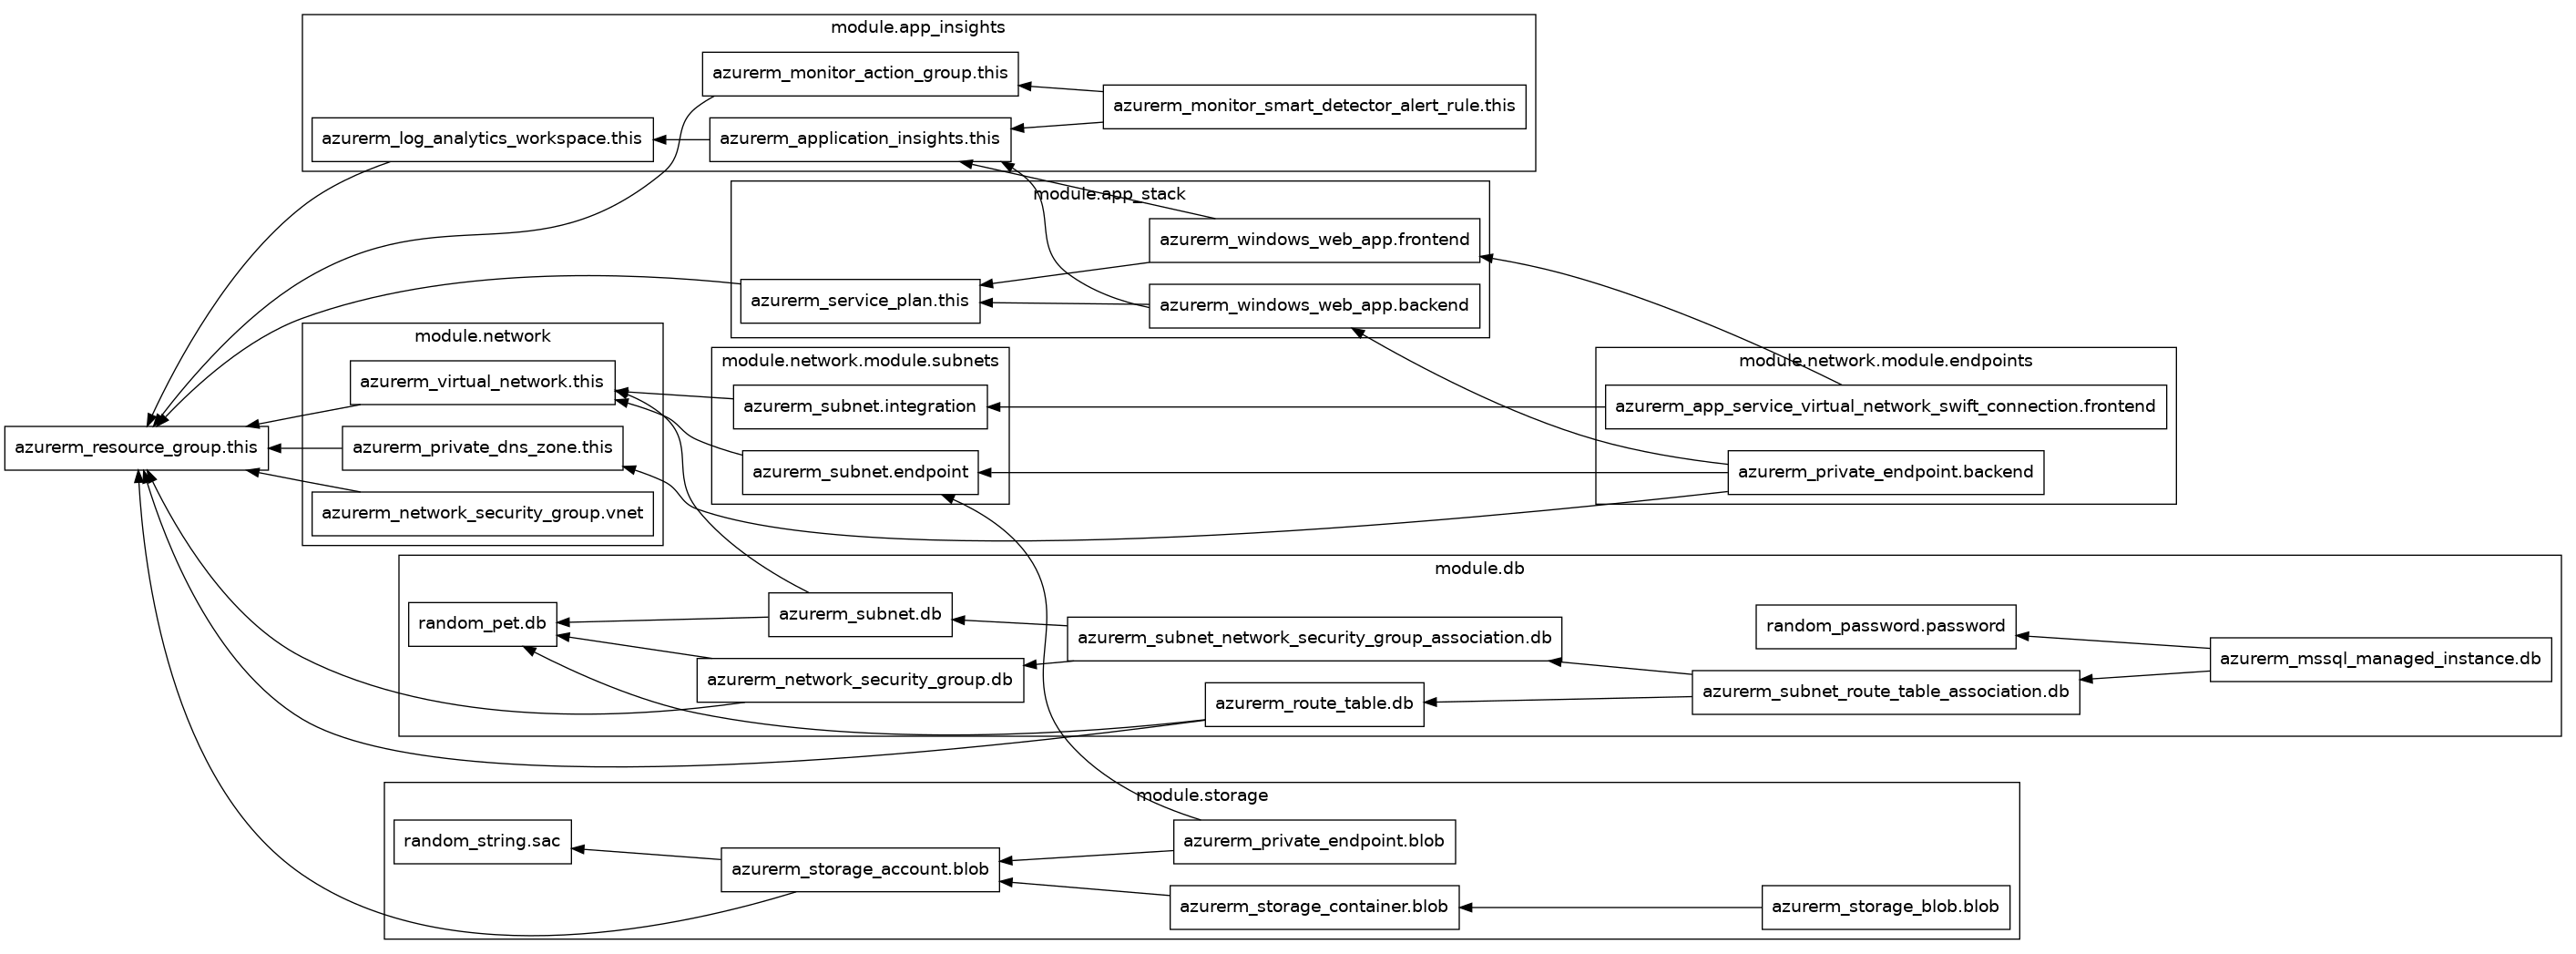 module.app_insights
azurerm_monitor_action_group.this
azurerm_monitor_smart_detector_alert_rule.this
azurerm_log_analytics_workspace.this
azurerm_application_insights.this
module.app_stack
azurerm_windows_web_app.frontend
azurerm_service_plan.this
azurerm_windows_web_app.backend
module.network
azurerm_virtual_network.this
azurerm_resource_group.this
azurerm_private_dns_zone.this
azurerm_network_security_group.vnet
module.network.module.subnets
azurerm_subnet.integration
azurerm_subnet.endpoint
module.network.module.endpoints
azurerm_app_service_virtual_network_swift_connection.frontend
azurerm_private_endpoint.backend
module.db
random_pet.db
azurerm_subnet.db
azurerm_network_security_group.db
azurerm_subnet_network_security_group_association.db
azurerm_route_table.db
random_password.password
azurerm_subnet_route_table_association.db
azurerm_mssql_managed_instance.db
module.storage
random_string.sac
azurerm_storage_account.blob
azurerm_private_endpoint.blob
azurerm_storage_container.blob
azurerm_storage_blob.blob